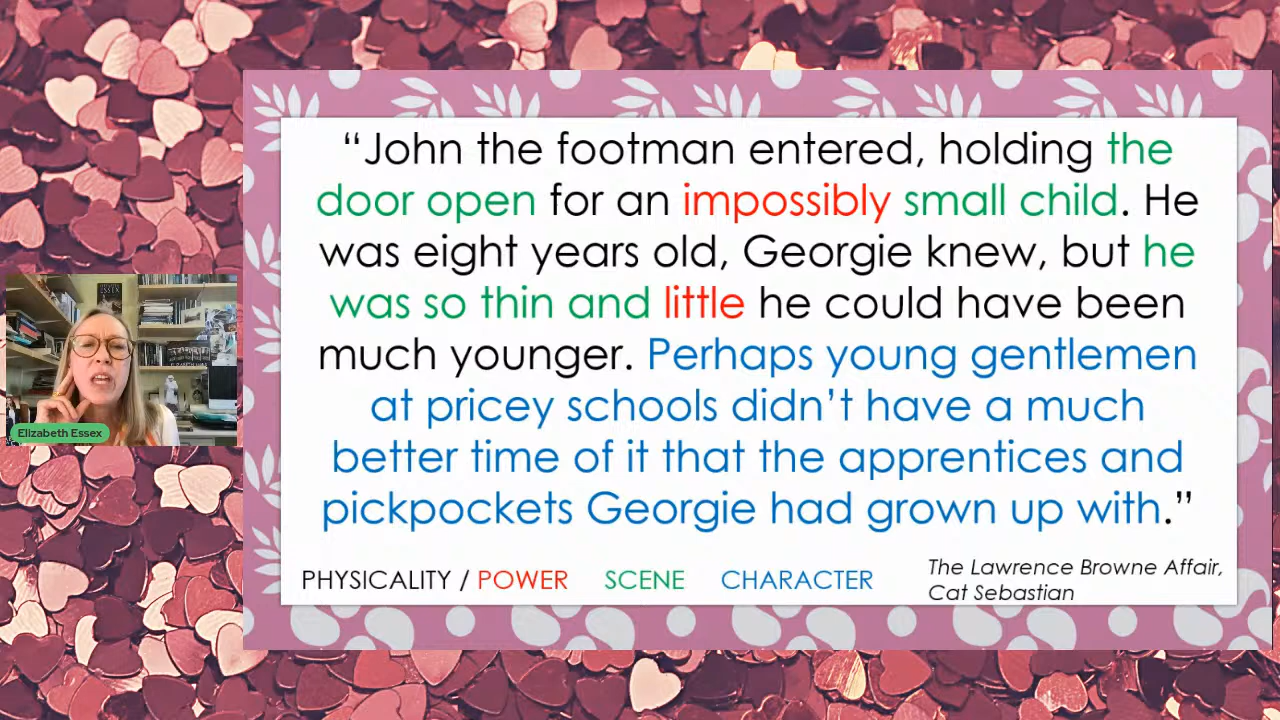 “John the footman entered, holding the
door open for an impossibly small child. He
was eight years old, Georgie knew, but he
was so thin and little he could have been
much younger. Perhaps young gentlemen
at pricey schools didn’t have a much
better time of it that the apprentices and
pickpockets Georgie had grown up with.”
PHYSICALITY / POWER SCENE CHARACTER
The Lawrence Browne Affair,
Cat Sebastian
Elizabeth Essex